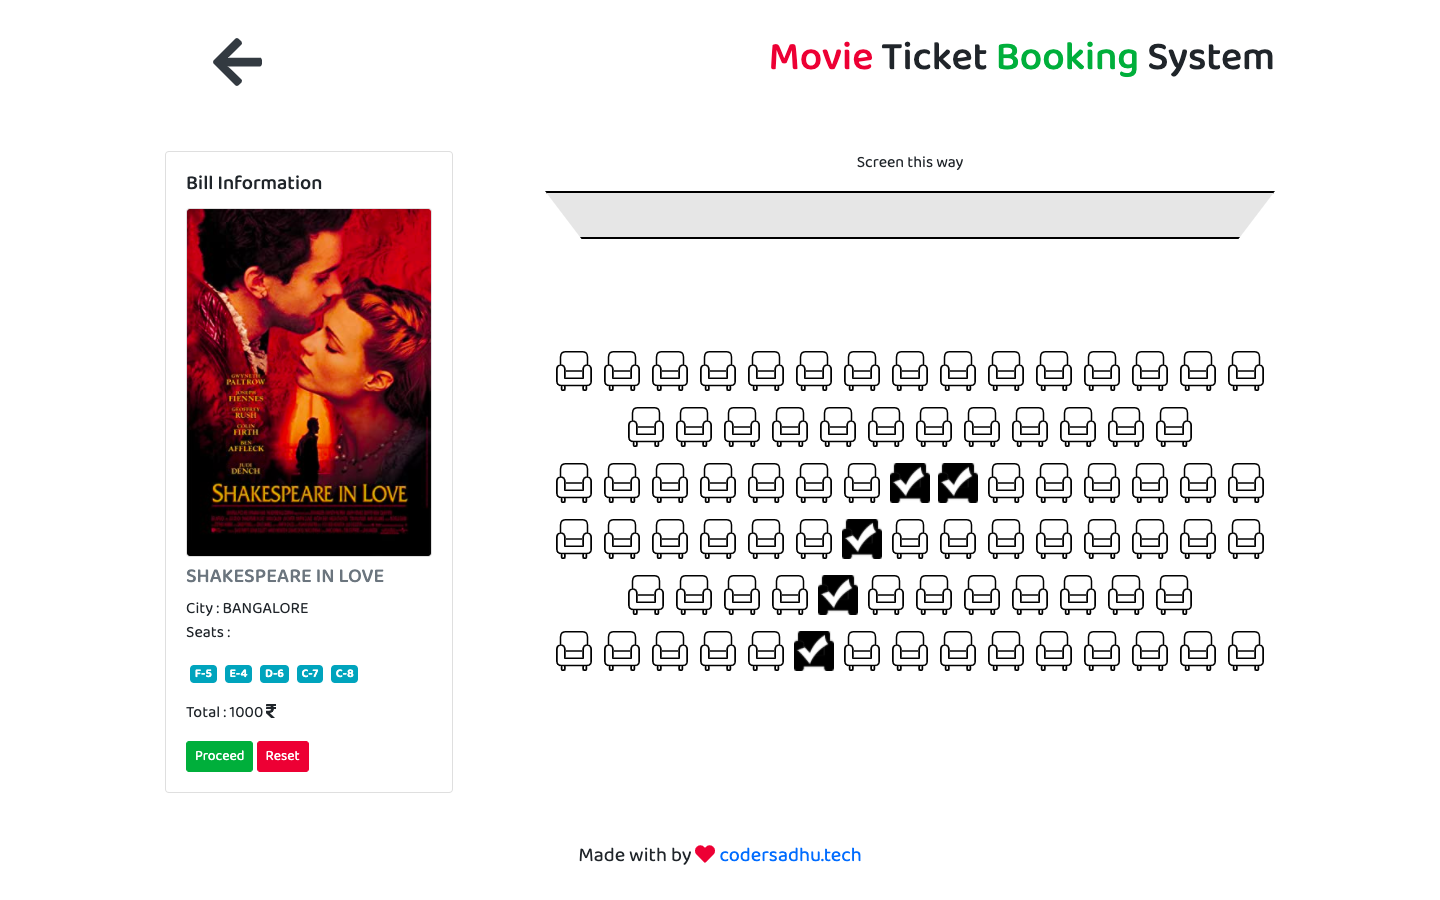 Movie Ticket Booking System
Bill Information
GWYNETH
PALTROW
JOSEPH
FIENNES
GEOFFREY
RUSH
COLIN
FIRTH
BEN
AFFLECK
JUDI
DENCH
SHAKESPEARE IN LOVE
SHAKESPEARE IN LOVE
City : BANGALORE
Seats :
F-5 E-4 D-6 C-7 C-8
Total : 1000 ₹
Proceed Reset
Screen this way
Made with by ❤ codersadhu.tech